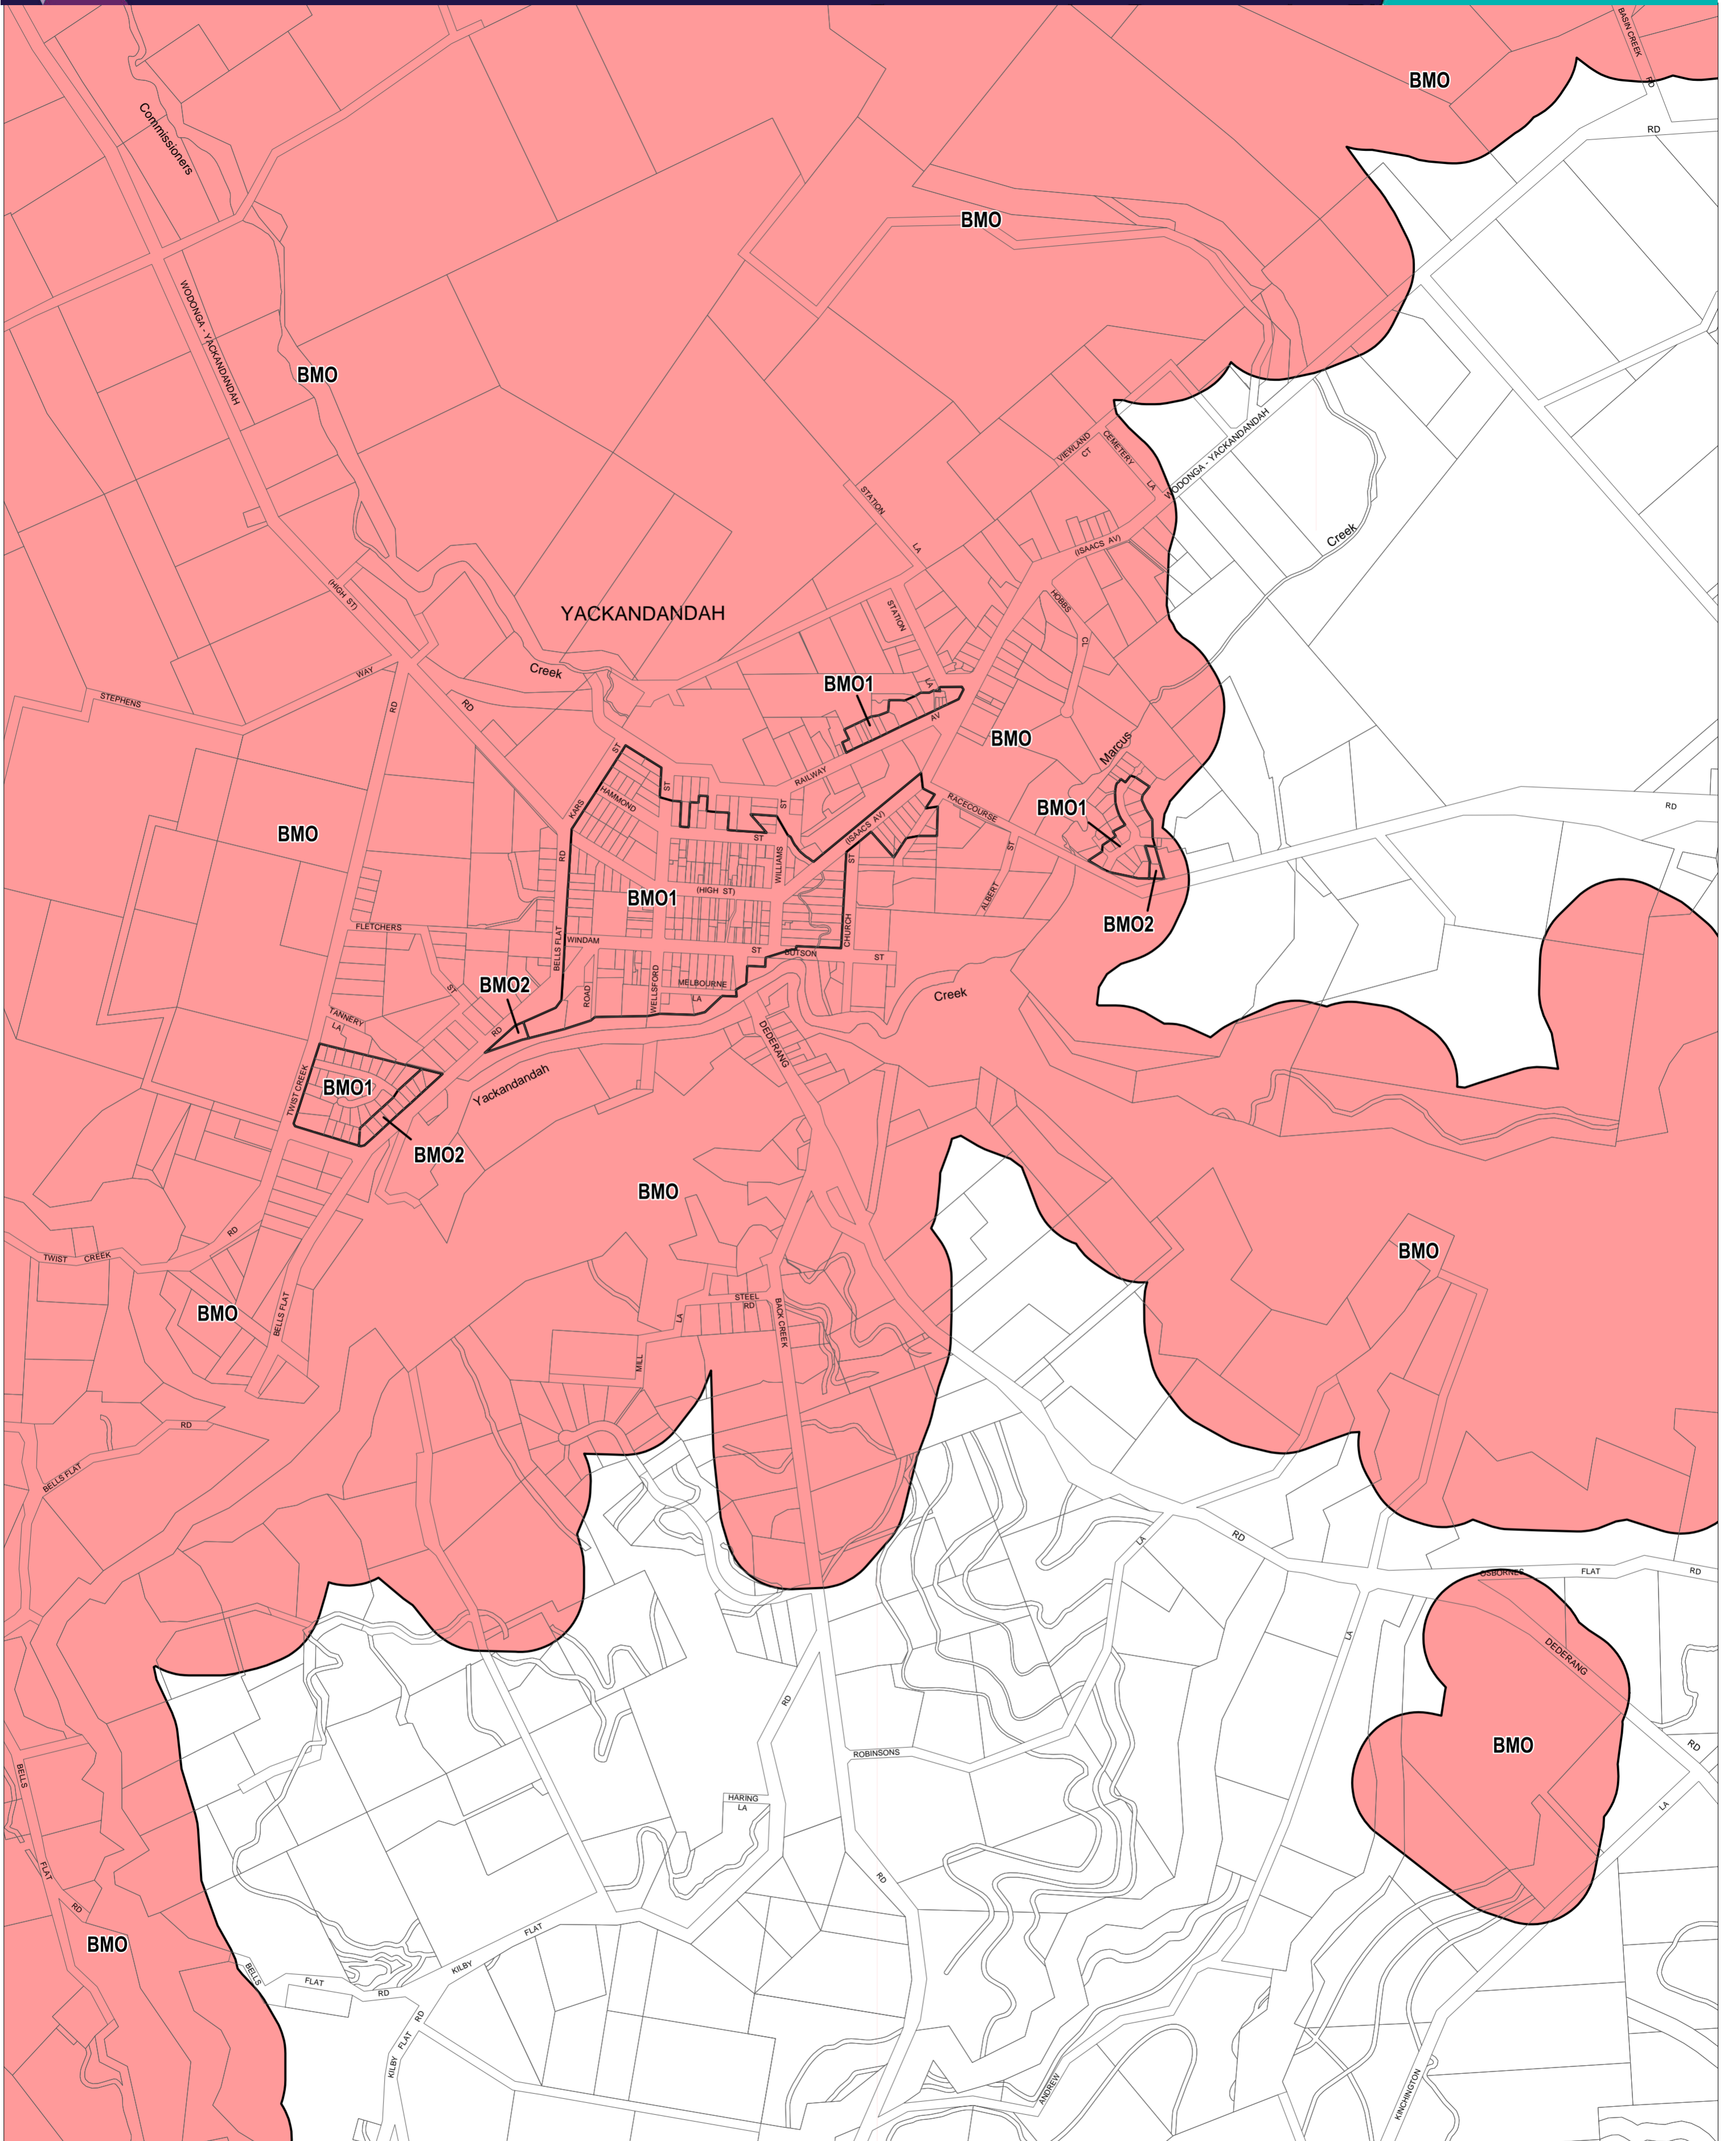 BASIN CREEK
RD
BMO
Commissioners
RD
BMO
WODONGA - YACKANDANDAH
BMO
VIEWLAND
CT
CEMETERY
LA
WODONGA - YACKANDANDAH
STATION
LA
Creek
(ISAACS AV)
(HIGH ST)
HOBBS
CL
YACKANDANDAH
STATION
LA
Creek
WAY
STEPHENS
RD
RD
BMO1
AV
BMO
Marcus
ST
RAILWAY
KARS
HAMMOND
ST
ST
RACECOURSE
BMO1
RD
BMO
(ISAACS AV)
ST
RD
WILLIAMS
ST
ST
(HIGH ST)
BMO1
ALBERT
BMO2
FLETCHERS
CHURCH
BELLS FLAT
WINDAM
ST
BUTSON
ST
ST
BMO2
ROAD
WELLSFORD
MELBOURNE
LA
Creek
TANNERY
LA
RD
DEDERANG
TWIST CREEK
BMO1
Yackandandah
BMO2
BMO
RD
TWIST CREEK
BMO
BMO
BELLS FLAT
STEEL
RD
LA
BACK CREEK
MILL
RD
BELLS FLAT
LA
RD
OSBORNES
FLAT
RD
LA
DEDERANG
RD
RD
BMO
ROBINSONS
BELLS
HARING
LA
LA
FLAT
RD
RD
BMO
FLAT
KILBY
BELLS
FLAT
RD
RD
FLAT
KILBY
ANDREW
KINCHINGTON